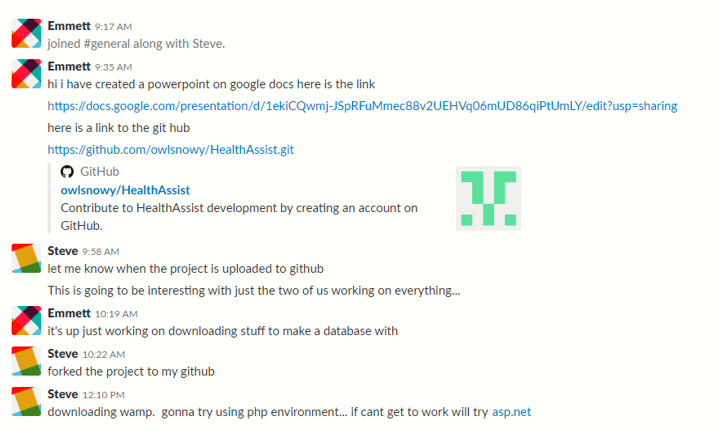 Emmett 9:17 AM
joined #general along with Steve.
Emmett 9:35 AM
hi i have created a powerpoint on google docs here is the link
https://docs.google.com/presentation/d/1ekiCQwmj-JSpRFuMmec88v2UEHVq06mUD86qiPtUmLY/edit?usp=sharing
here is a link to the git hub
https://github.com/owlsnowy/HealthAssist.git
GitHub
owlsnowy/HealthAssist
Contribute to HealthAssist development by creating an account on
GitHub.
Steve 9:58 AM
let me know when the project is uploaded to github
This is going to be interesting with just the two of us working on everything...
Emmett 10:19 AM
it's up just working on downloading stuff to make a database with
Steve 10:22 AM
forked the project to my github
Steve 12:10 PM
downloading wamp.  gonna try using php environment... if cant get to work will try asp.net